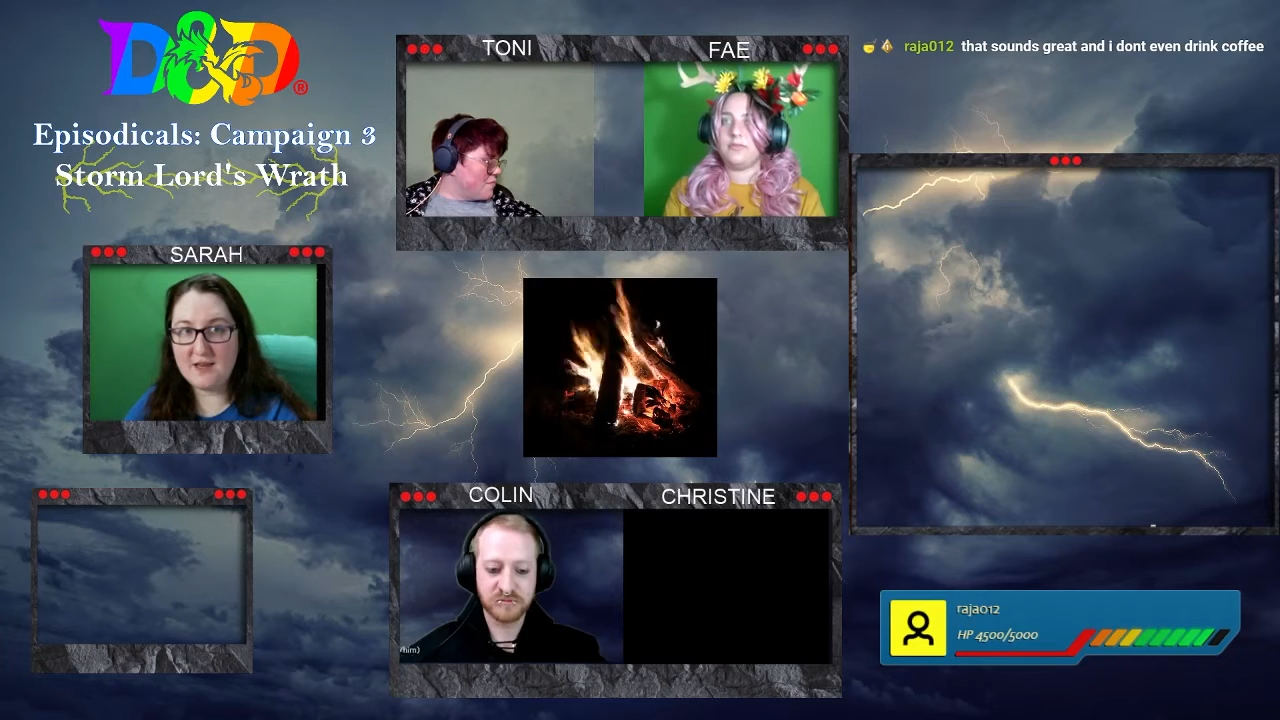 D&D®
Episodicals: Campaign 3
Storm Lord's Wrath
TONI
FAE
raja012 that sounds great and i dont even drink coffee
SARAH
COLIN
CHRISTINE
/him)
raja012
HP 4500/5000